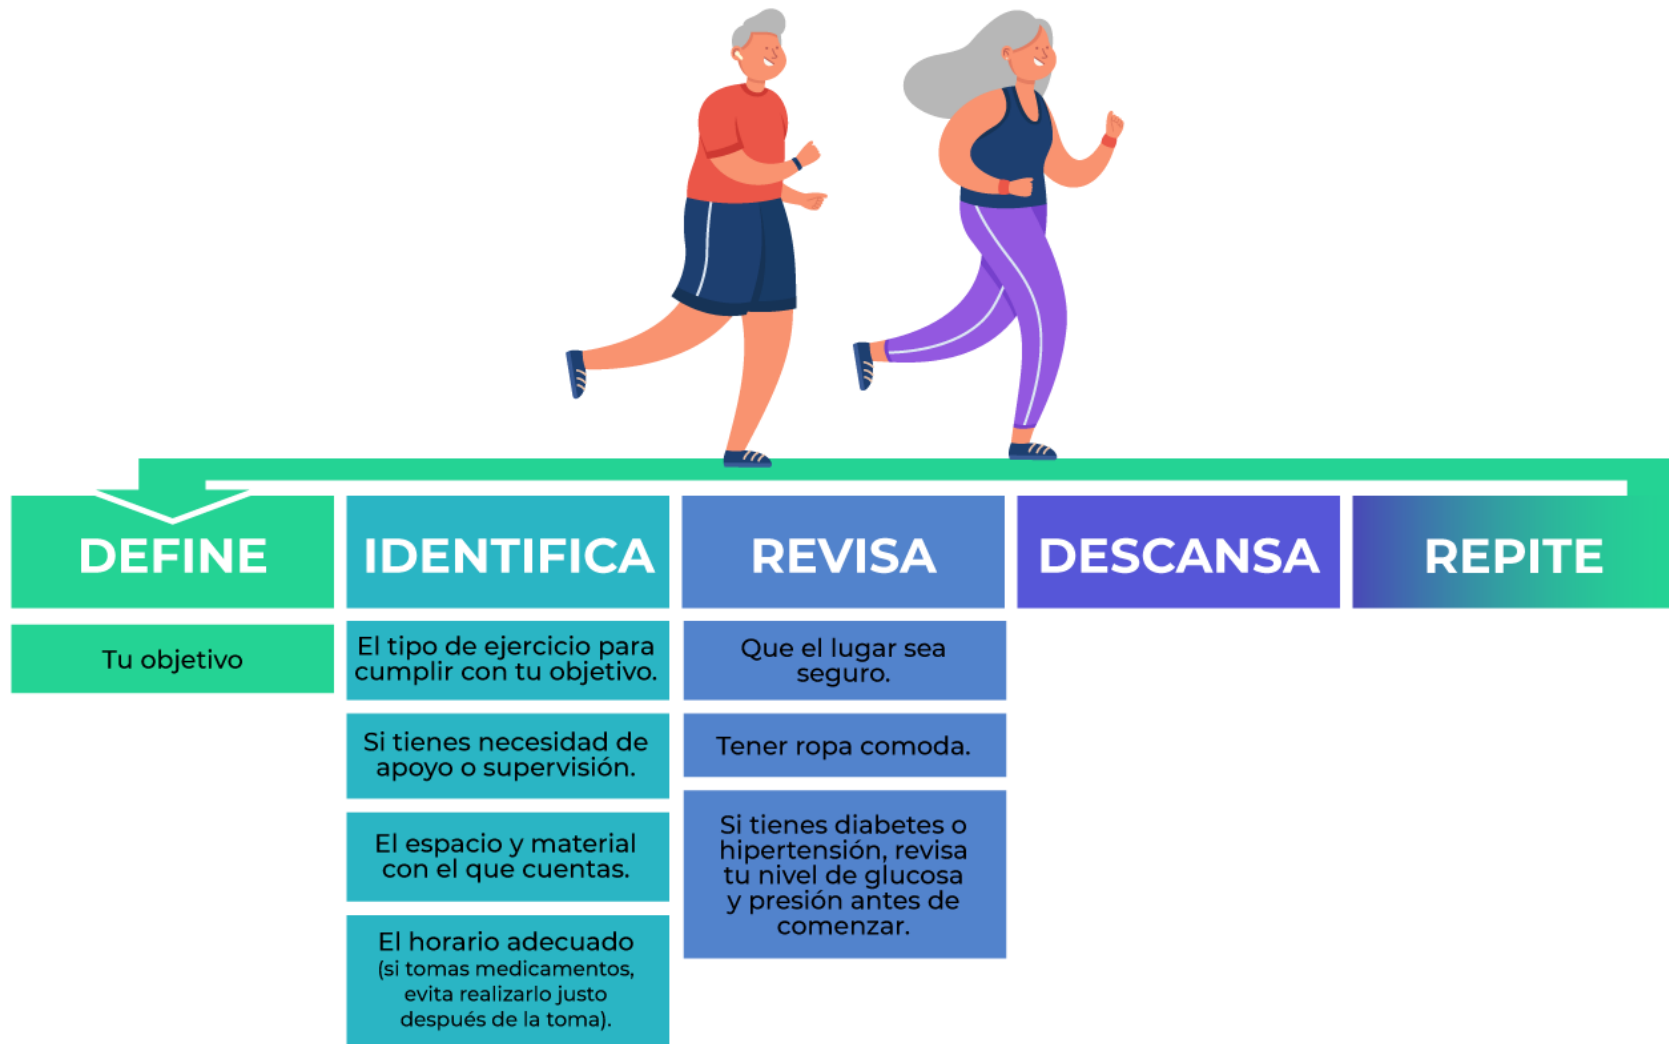 DEFINE
Tu objetivo
IDENTIFICA
El tipo de ejercicio para
cumplir con tu objetivo.
Si tienes necesidad de
apoyo o supervisión.
El espacio y material
con el que cuentas.
El horario adecuado
(si tomas medicamentos,
evita realizarlo justo
después de la toma).
REVISA
Que el lugar sea
seguro.
Tener ropa comoda.
Si tienes diabetes o
hipertensión, revisa
tu nivel de glucosa
y presión antes de
comenzar.
DESCANSA
REPITE